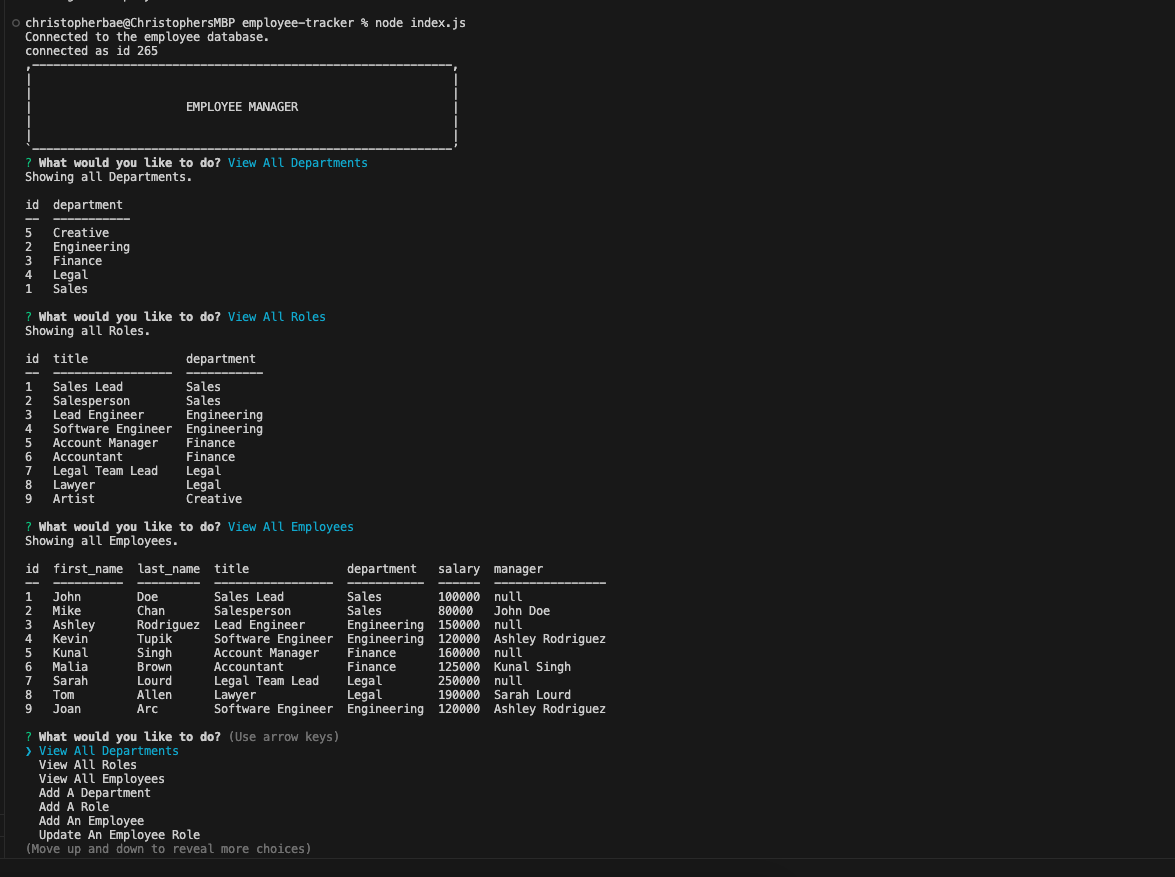 christopherbae@ChristophersMBP employee-tracker % node index.js
Connected to the employee database.
connected as id 265
EMPLOYEE MANAGER
? What would you like to do? View All Departments
Showing all Departments.
id department
5 Creative
2 Engineering
3 Finance
4 Legal
1 Sales
? What would you like to do? View All Roles
Showing all Roles.
id title department
1 Sales Lead Sales
2 Salesperson Sales
3 Lead Engineer Engineering
4 Software Engineer Engineering
5 Account Manager Finance
6 Accountant Finance
7 Legal Team Lead Legal
8 Lawyer Legal
9 Artist Creative
? What would you like to do? View All Employees
Showing all Employees.
id first_name last_name title department salary manager
1 John Doe Sales Lead Sales 100000 null
2 Mike Chan Salesperson Sales 80000 John Doe
3 Ashley Rodriguez Lead Engineer Engineering 150000 null
4 Kevin Tupik Software Engineer Engineering 120000 Ashley Rodriguez
5 Kunal Singh Account Manager Finance 160000 null
6 Malia Brown Accountant Finance 125000 Kunal Singh
7 Sarah Lourd Legal Team Lead Legal 250000 null
8 Tom Allen Lawyer Legal 190000 Sarah Lourd
9 Joan Arc Software Engineer Engineering 120000 Ashley Rodriguez
? What would you like to do? (Use arrow keys)
❯ View All Departments
View All Roles
View All Employees
Add A Department
Add A Role
Add An Employee
Update An Employee Role
(Move up and down to reveal more choices)